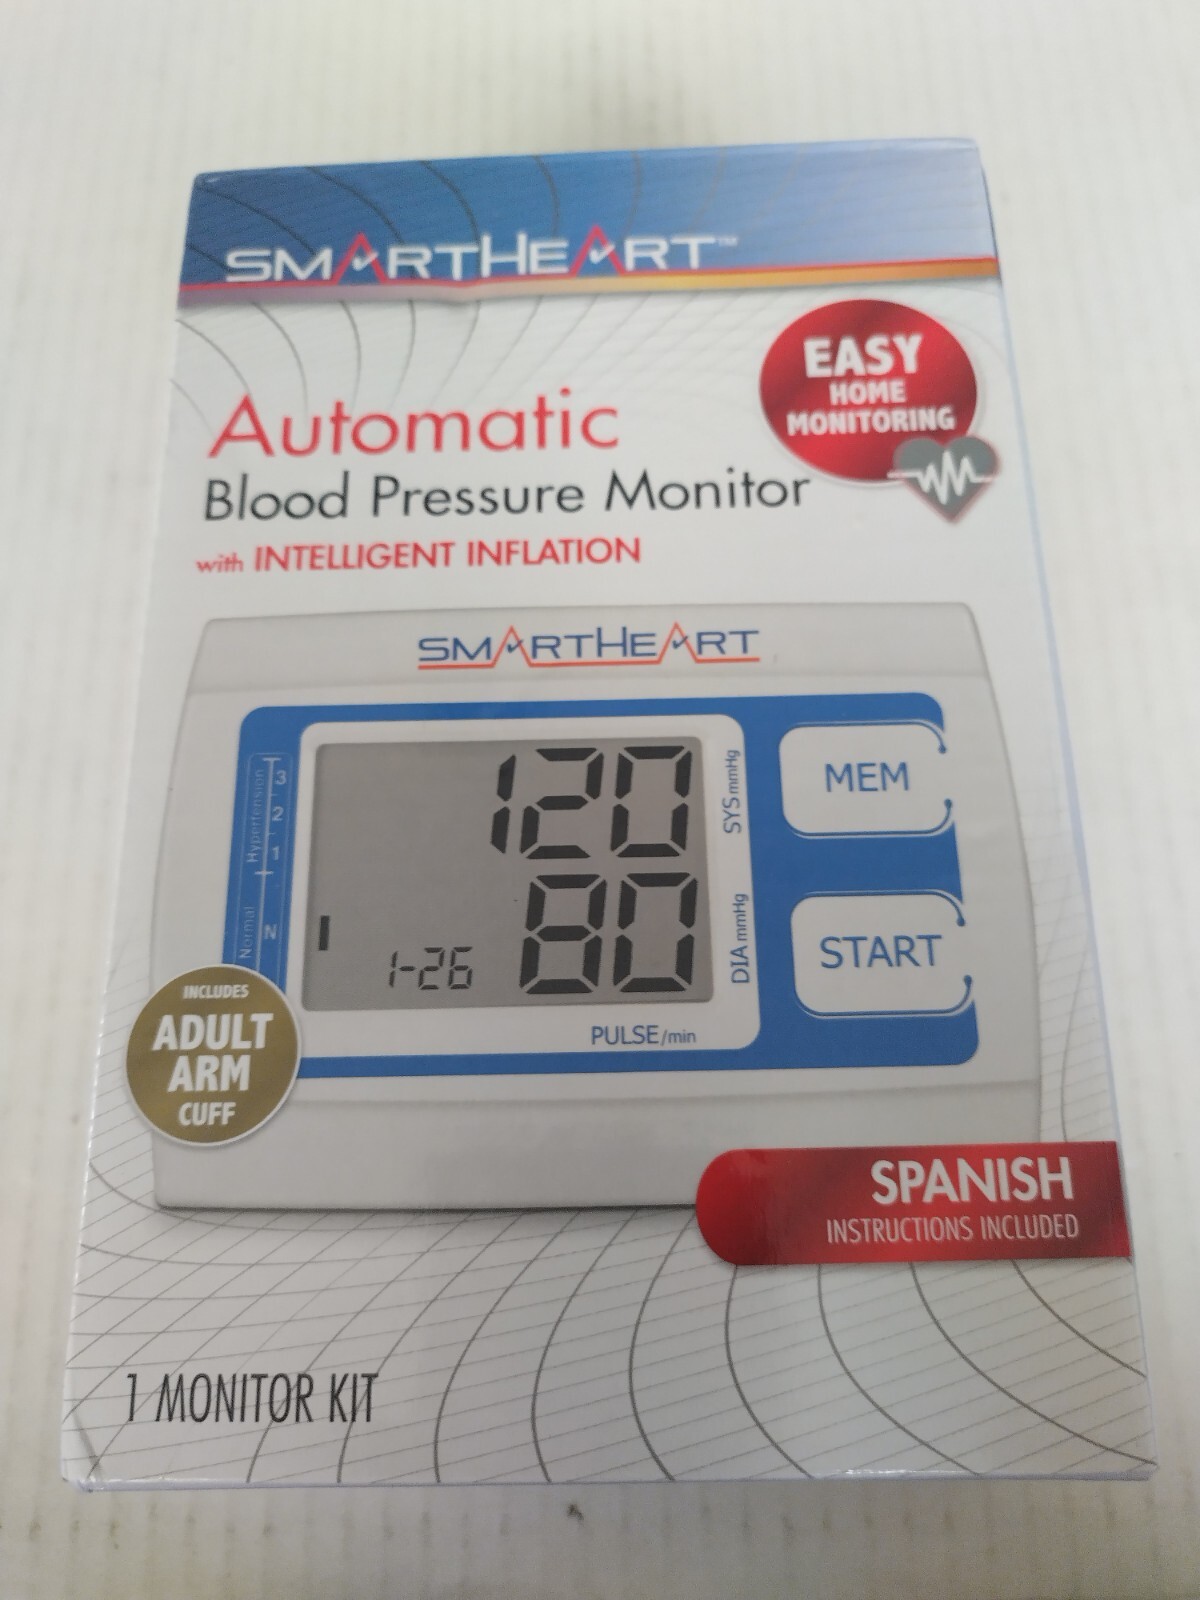 SMARTHEART™
EASY
HOME
MONITORING
Automatic
Blood Pressure Monitor
with INTELLIGENT INFLATION
SMARTHEART
Hypertension
3
2
1
Normal
N
120
SYS mmHg
80
DIA mmHg
1-26
PULSE/min
MEM
START
INCLUDES
ADULT
ARM
CUFF
SPANISH
INSTRUCTIONS INCLUDED
1 MONITOR KIT